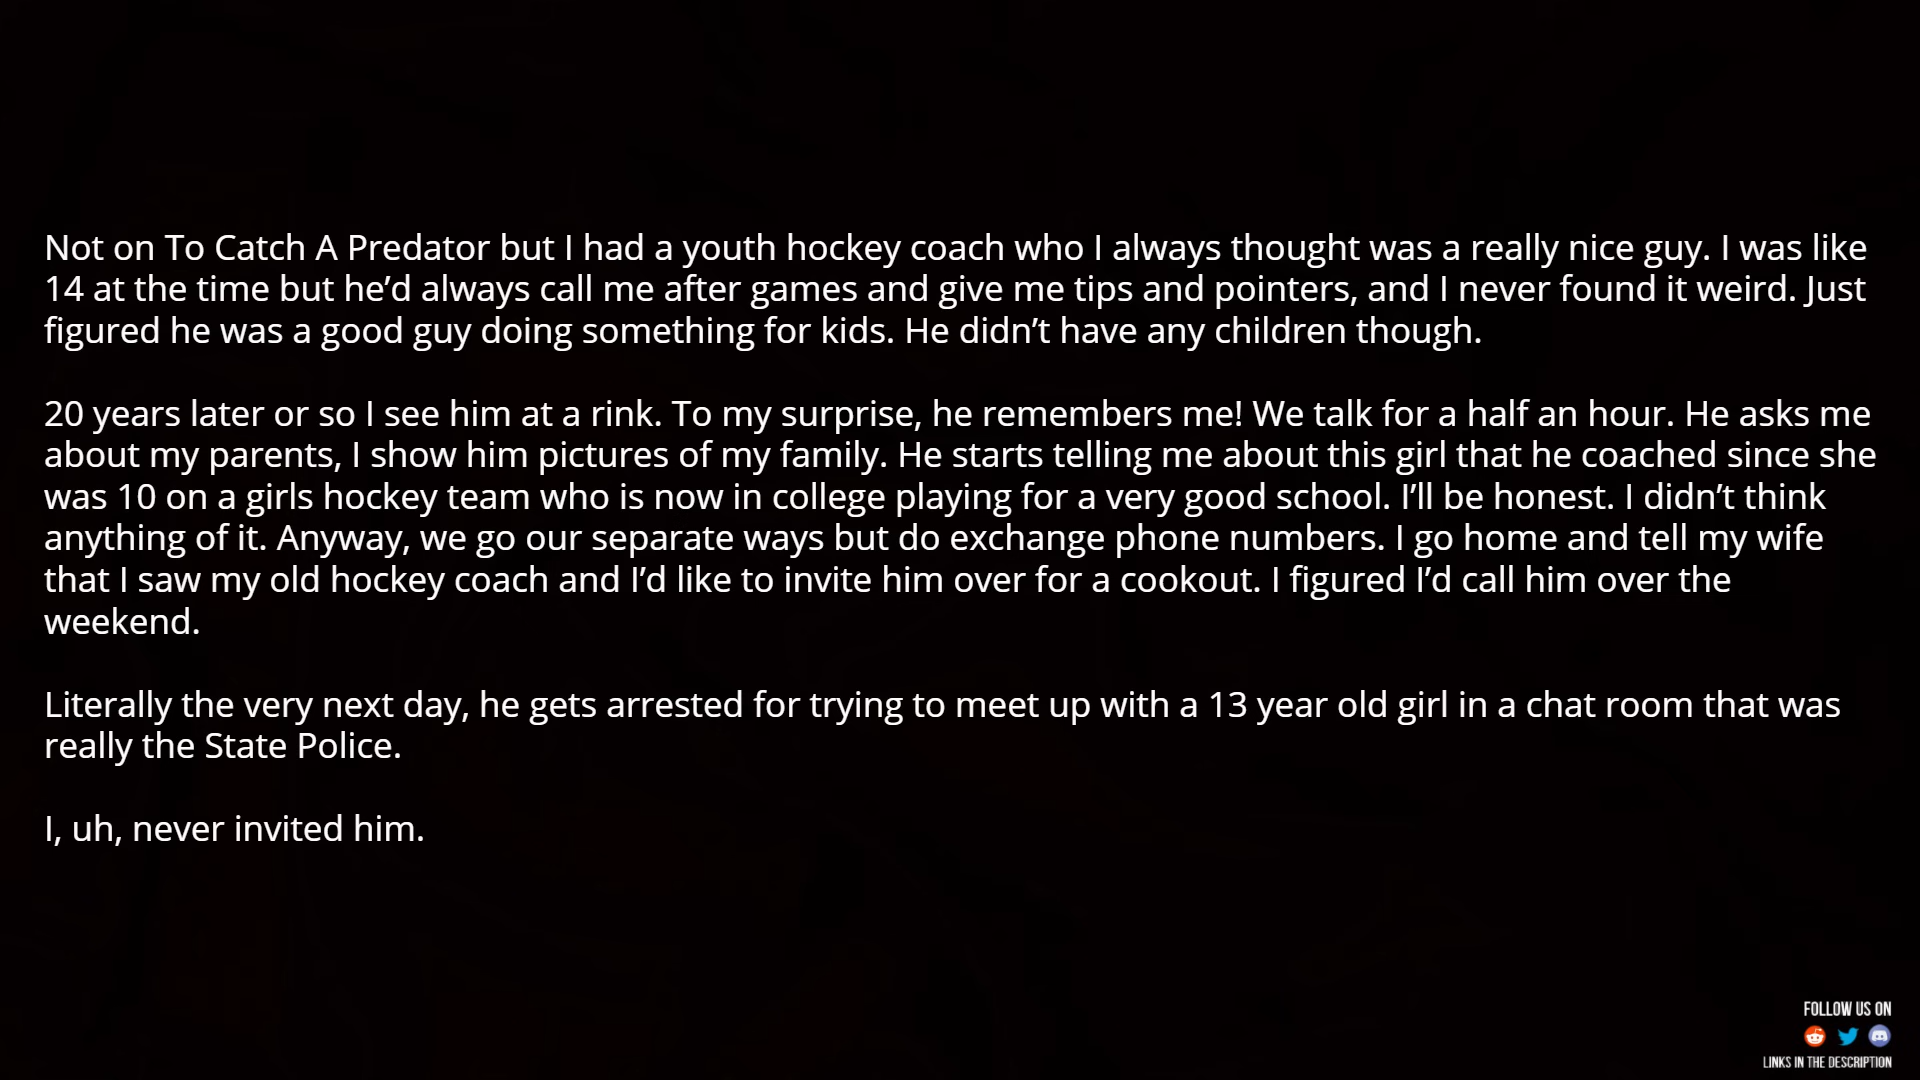 Not on To Catch A Predator but I had a youth hockey coach who I always thought was a really nice guy. I was like
14 at the time but he’d always call me after games and give me tips and pointers, and I never found it weird. Just
figured he was a good guy doing something for kids. He didn’t have any children though.
20 years later or so I see him at a rink. To my surprise, he remembers me! We talk for a half an hour. He asks me
about my parents, I show him pictures of my family. He starts telling me about this girl that he coached since she
was 10 on a girls hockey team who is now in college playing for a very good school. I’ll be honest. I didn’t think
anything of it. Anyway, we go our separate ways but do exchange phone numbers. I go home and tell my wife
that I saw my old hockey coach and I’d like to invite him over for a cookout. I figured I’d call him over the
weekend.
Literally the very next day, he gets arrested for trying to meet up with a 13 year old girl in a chat room that was
really the State Police.
I, uh, never invited him.
FOLLOW US ON
LINKS IN THE DESCRIPTION